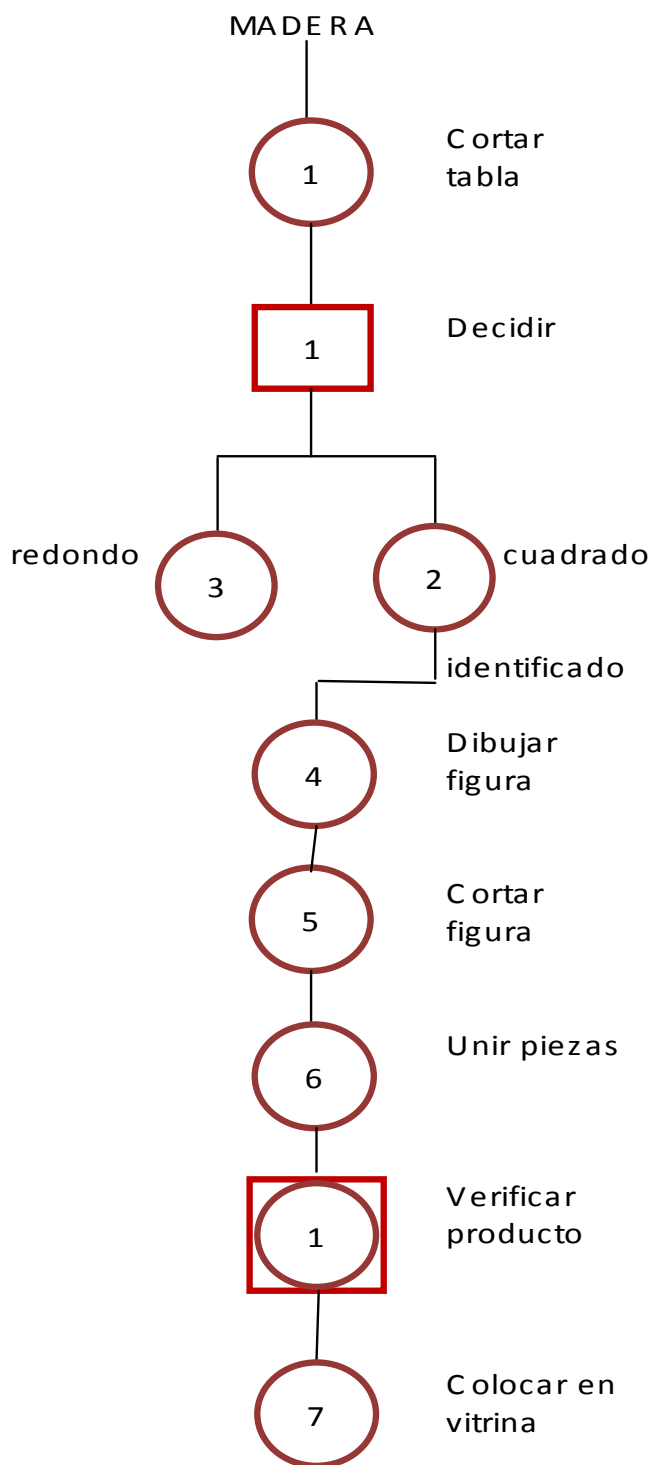 MADERA
1
Cortar
tabla
1
Decidir
redondo
3
2
cuadrado
identificado
4
Dibujar
figura
5
Cortar
figura
6
Unir piezas
1
Verificar
producto
7
Colocar en
vitrina